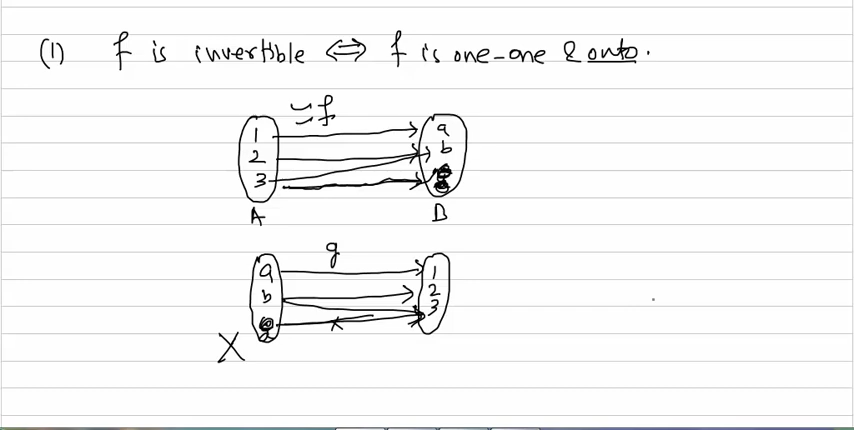 (1) f is invertible ⇔ f is one-one & onto.
f
1 a
2 b
3
A B
g
a 1
b 2
3
X